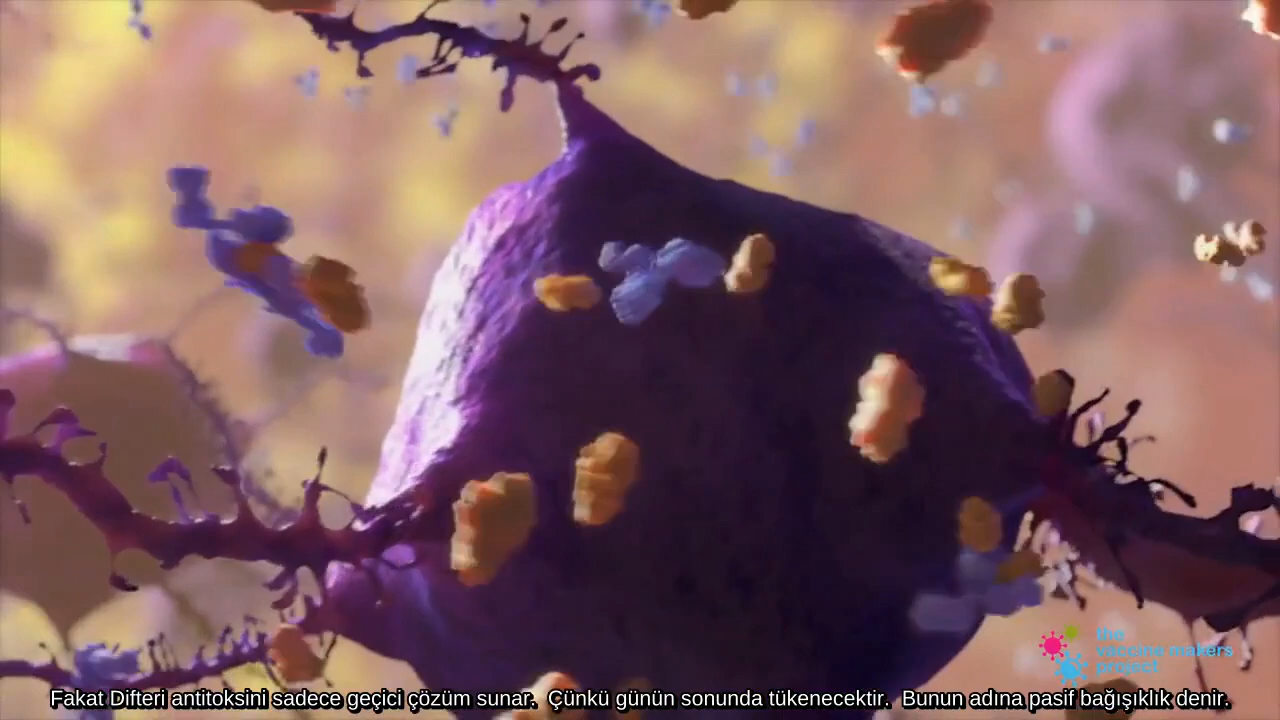 the
vaccine makers
project
Fakat Difteri antitoksini sadece geçici çözüm sunar.  Çünkü günün sonunda tükenecektir.  Bunun adına pasif bağışıklık denir.